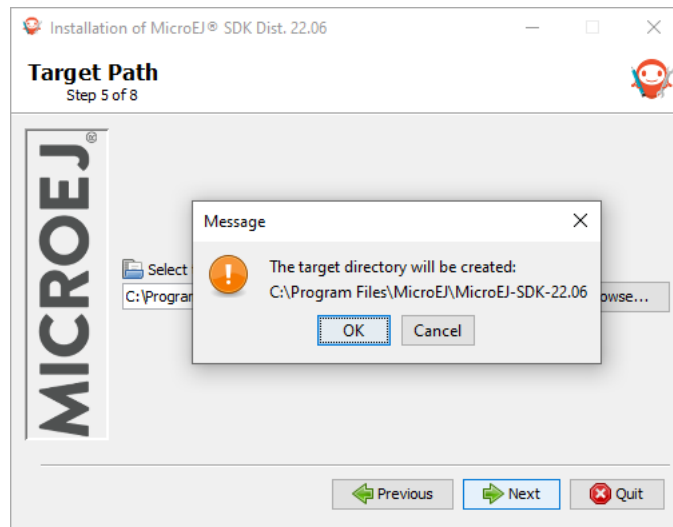 Installation of MicroEJ® SDK Dist. 22.06
Target Path
Step 5 of 8
MICROEJ®
Message
Select
The target directory will be created:
C:\Program Files\MicroEJ\MicroEJ-SDK-22.06
C:\Program
owse...
OK
Cancel
Previous
Next
Quit